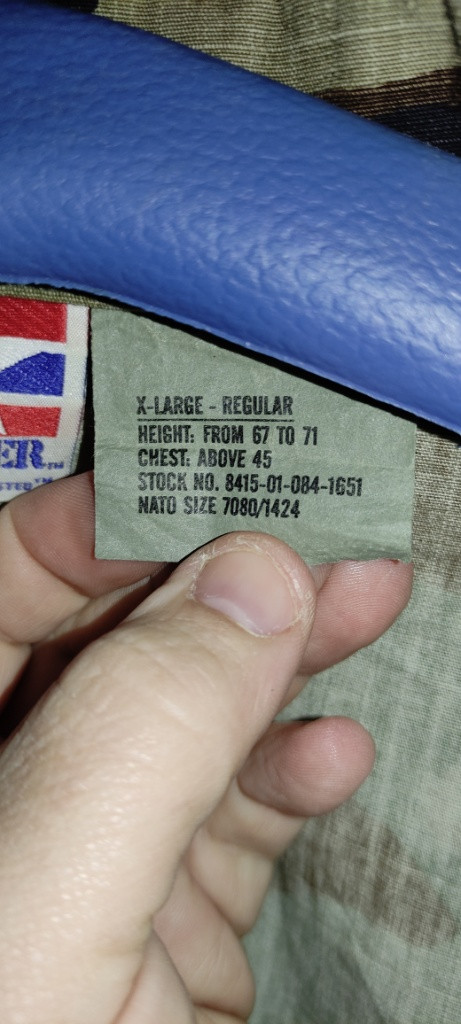 X-LARGE - REGULAR
HEIGHT: FROM 67 TO 71
CHEST: ABOVE 45
STOCK NO. 8415-01-084-1651
NATO SIZE 7080/1424